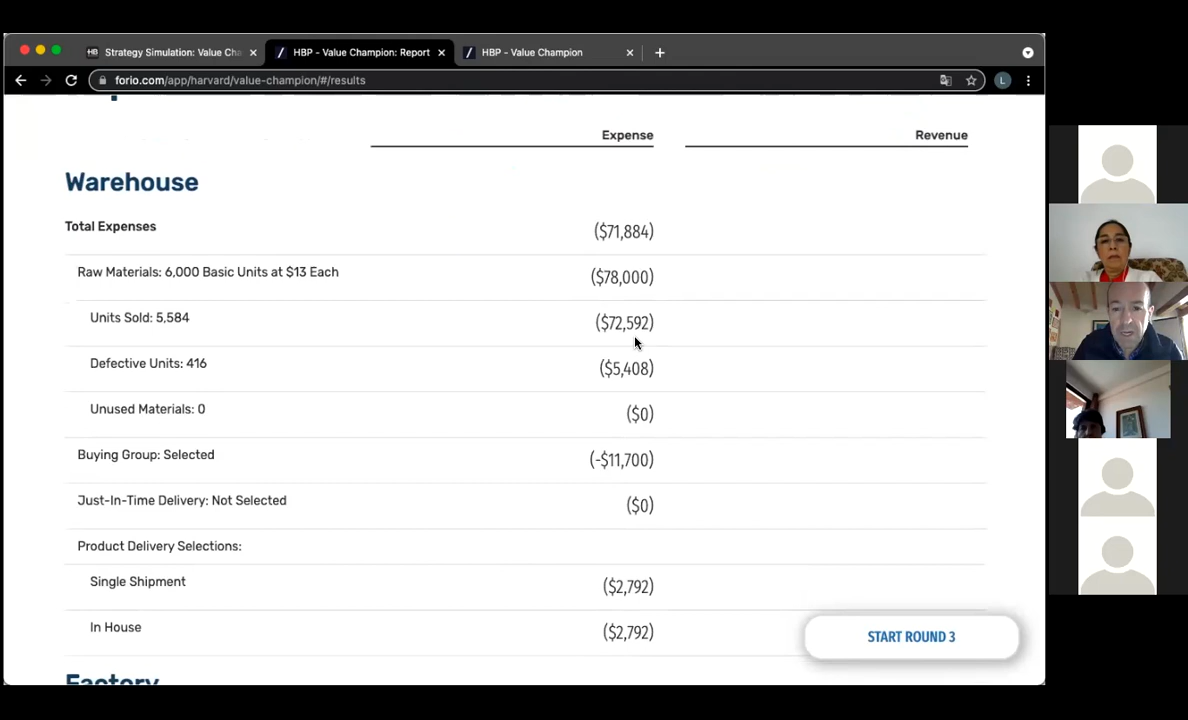 Strategy Simulation: Value Cha
HBP - Value Champion: Report
HBP - Value Champion
forio.com/app/harvard/value-champion/#/results
L
Expense Revenue
Warehouse
Total Expenses ($71,884)
Raw Materials: 6,000 Basic Units at $13 Each ($78,000)
Units Sold: 5,584 ($72,592)
Defective Units: 416 ($5,408)
Unused Materials: 0 ($0)
Buying Group: Selected (-$11,700)
Just-In-Time Delivery: Not Selected ($0)
Product Delivery Selections:
Single Shipment ($2,792)
In House ($2,792)
START ROUND 3
Factory